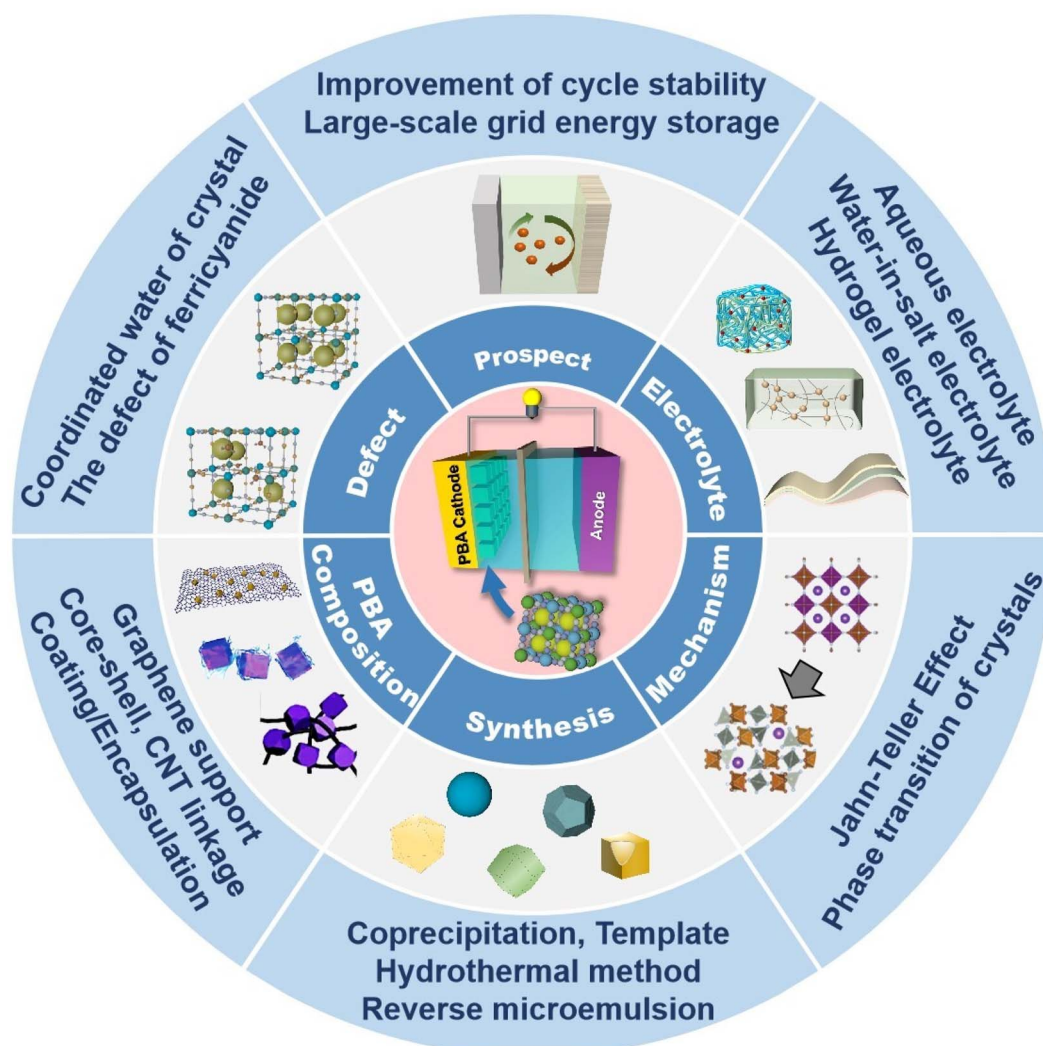 Improvement of cycle stability
Large-scale grid energy storage
Aqueous electrolyte
Water-in-salt electrolyte
Hydrogel electrolyte
Jahn-Teller Effect
Phase transition of crystals
Coprecipitation, Template
Hydrothermal method
Reverse microemulsion
Graphene support
Core-shell, CNT linkage
Coating/Encapsulation
Coordinated water of crystal
The defect of ferricyanide
Prospect
Electrolyte
Mechanism
Synthesis
PBA
Composition
Defect
PBA Cathode
Anode